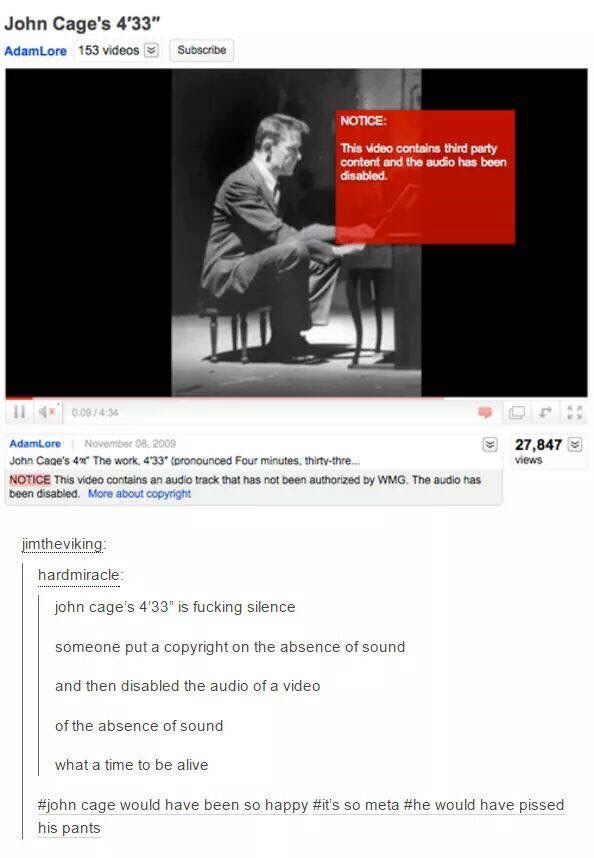 John Cage's 4'33"
AdamLore 153 videos Subscribe
NOTICE:
This video contains third party
content and the audio has been
disabled.
0:09 / 4:34
AdamLore | November 08, 2009
27,847
views
John Cage's 4'33" The work, 4'33" (pronounced Four minutes, thirty-thre...
NOTICE This video contains an audio track that has not been authorized by WMG. The audio has
been disabled. More about copyright
jimtheviking:
hardmiracle:
john cage's 4'33" is fucking silence
someone put a copyright on the absence of sound
and then disabled the audio of a video
of the absence of sound
what a time to be alive
#john cage would have been so happy #it's so meta #he would have pissed
his pants